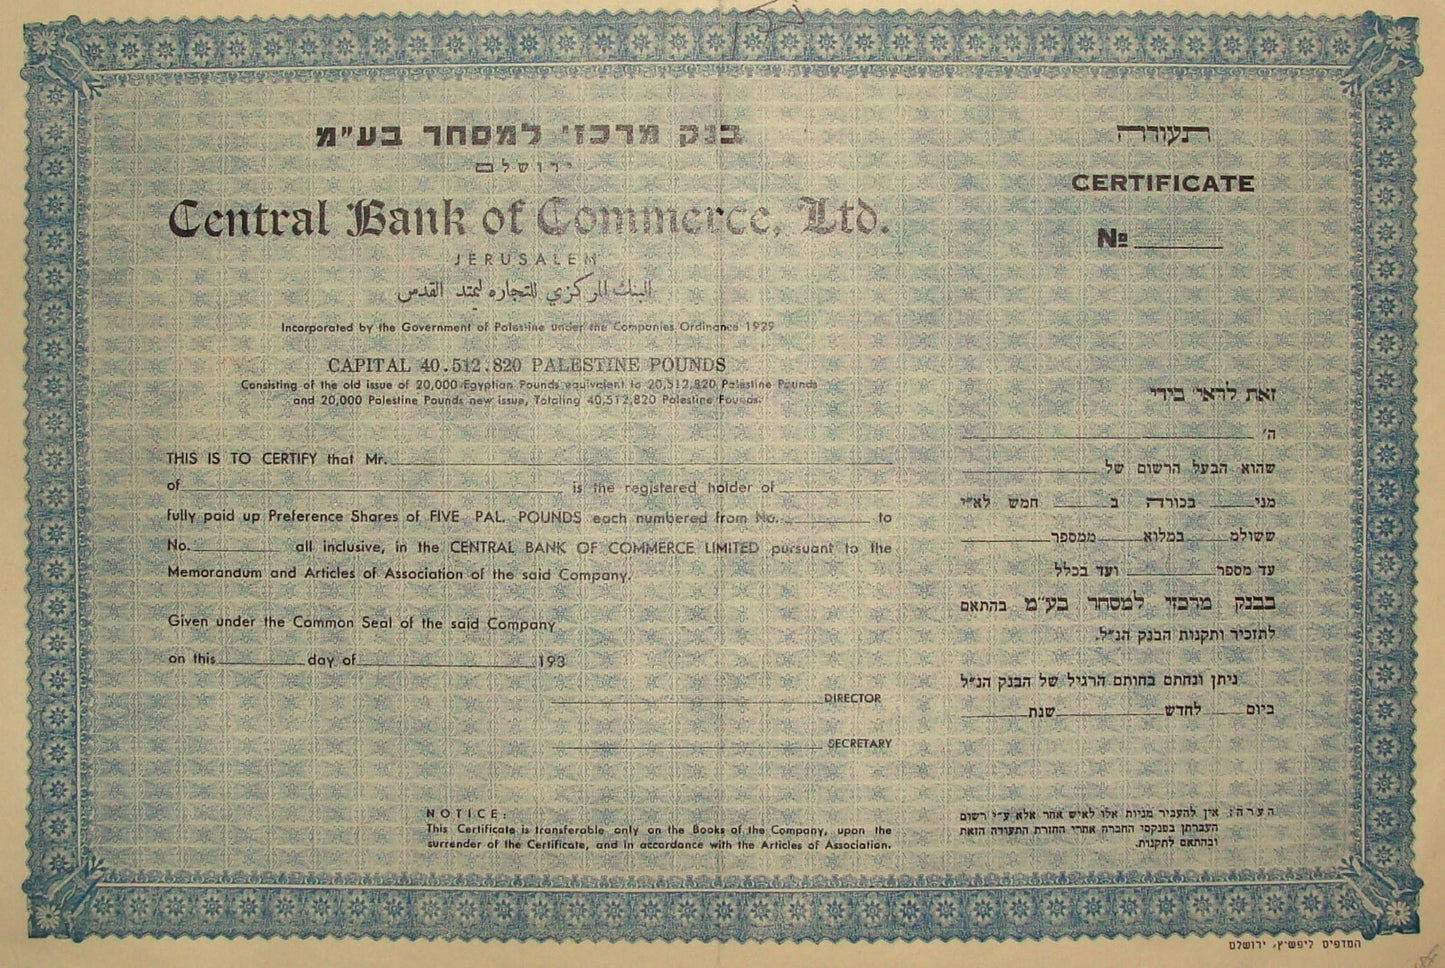 בנק מרכזי למסחר בע"מ
ירושלם
Central Bank of Commerce, Ltd.
JERUSALEM
البنك المركزي للتجاره ليمتد القدس
Incorporated by the Government of Palestine under the Companies Ordinance 1929
CAPITAL 40.512.820 PALESTINE POUNDS
Consisting of the old issue of 20,000 Egyptian Pounds equivalent to 20,512,820 Palestine Pounds
and 20,000 Palestine Pounds new issue, Totaling 40,512,820 Palestine Pounds.
THIS IS TO CERTIFY that Mr.
of is the registered holder of
fully paid up Preference Shares of FIVE PAL. POUNDS each numbered from No. to
No. all inclusive, in the CENTRAL BANK OF COMMERCE LIMITED pursuant to the
Memorandum and Articles of Association of the said Company.
Given under the Common Seal of the said Company
on this day of 193
DIRECTOR
SECRETARY
NOTICE:
This Certificate is transferable only on the Books of the Company, upon the
surrender of the Certificate, and in accordance with the Articles of Association.
תעודה
CERTIFICATE
No
זאת לראי' בידי
ה'
שהוא הבעל הרשום של
מני בכורה ב חמש לא"י
ששולמ במלוא ממספר
עד מספר ועד בכלל
בבנק מרכזי למסחר בע"מ בהתאם
לתזכיר ותקנות הבנק הנ"ל.
ניתן ונחתם בחותם הרגיל של הבנק הנ"ל
ביום לחדש שנת
הערה: אין להעביר מניות אלו לאיש אחר אלא ע"י רשום
העברתן בפנקסי החברה אחרי החזרת התעודה הזאת
ובהתאם לתקנות.
המדפיס ליפשיץ, ירושלם